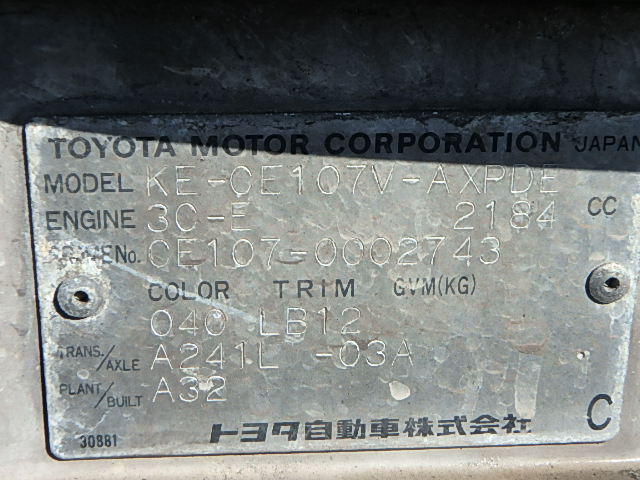 TOYOTA MOTOR CORPORATION JAPAN
MODEL KE-CE107V-AXPDE
ENGINE 3C-E 2184 CC
No. CE107-0002743
COLOR TRIM GVM(KG)
040 LB12
TRANS./AXLE A241L -03A
PLANT/BUILT A32
30881
トヨタ自動車株式会社 C